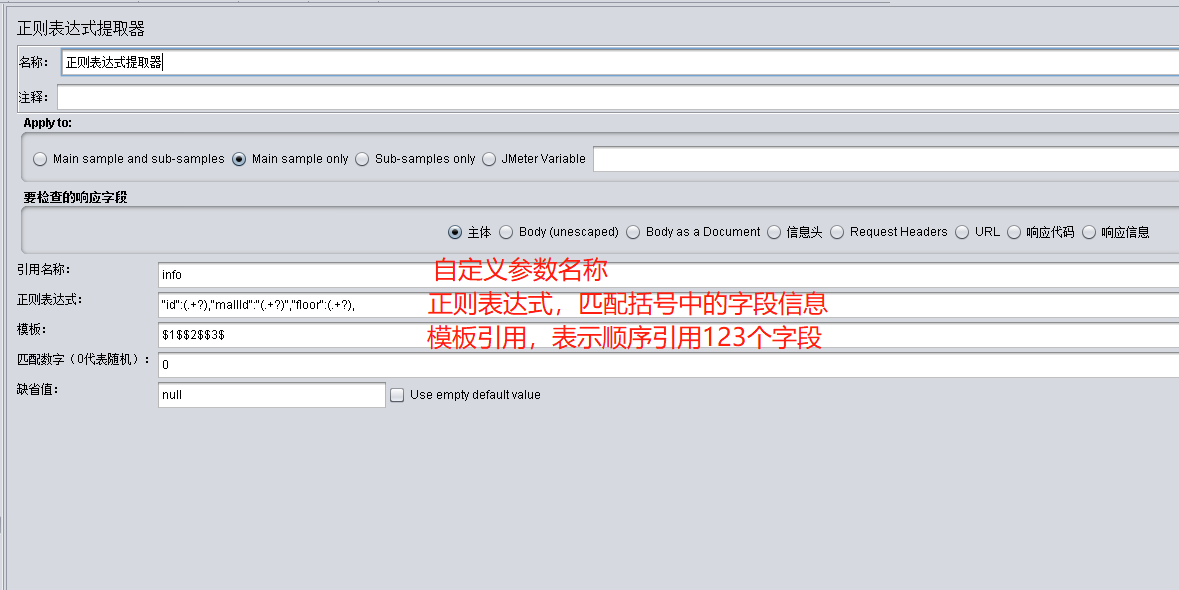 正则表达式提取器
名称： 正则表达式提取器
注释：
Apply to:
Main sample and sub-samples Main sample only Sub-samples only JMeter Variable
要检查的响应字段
主体 Body (unescaped) Body as a Document 信息头 Request Headers URL 响应代码 响应信息
引用名称： info 自定义参数名称
正则表达式： "id":(.+?),"mallId":"(.+?)","floor":(.+?), 正则表达式，匹配括号中的字段信息
模板： $1$$2$$3$ 模板引用，表示顺序引用123个字段
匹配数字（0代表随机）： 0
缺省值： null Use empty default value